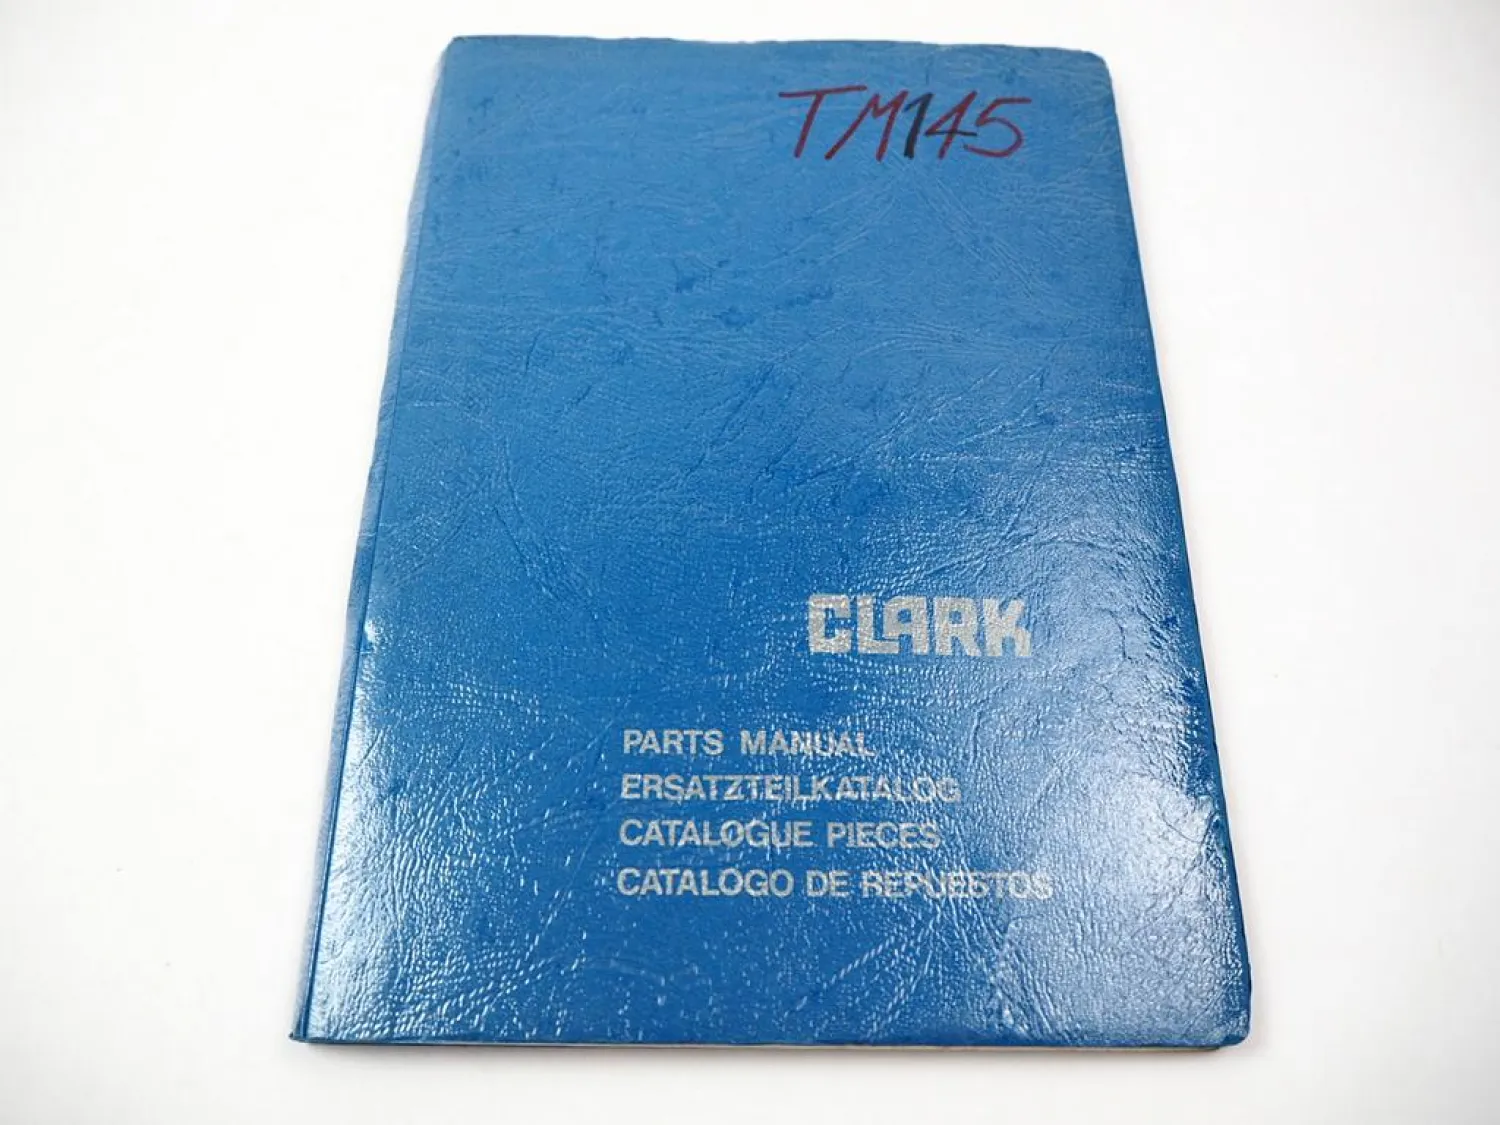 TM145
CLARK
PARTS MANUAL
ERSATZTEILKATALOG
CATALOGUE PIECES
CATALOGO DE REPUESTOS